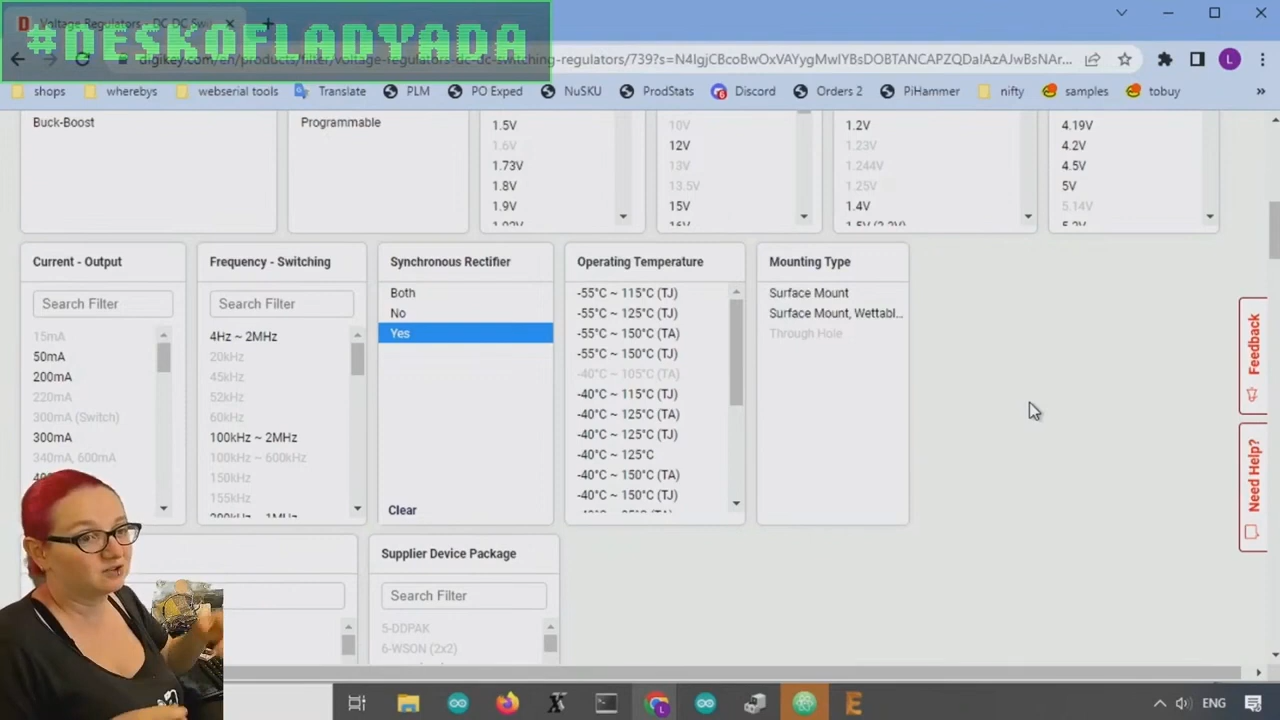 Voltage Regulators - DC DC Swi
#DESKOFLADYADA
digikey.com/en/products/filter/voltage-regulators-dc-dc-switching-regulators/739?s=N4IgjCBcoBwOxVAYygMwIYBsDOBTANCAPZQDaIAzAJwBsNAr...
L
shops
wherebys
webserial tools
Translate
PLM
PO Exped
NuSKU
ProdStats
Discord
Orders 2
PiHammer
nifty
samples
tobuy
»
Buck-Boost
Programmable
1.5V
1.6V
1.73V
1.8V
1.9V
10V
12V
13V
13.5V
15V
16V
1.2V
1.23V
1.244V
1.25V
1.4V
1.5V (3.3V)
4.19V
4.2V
4.5V
5V
5.14V
Current - Output
Search Filter
15mA
50mA
200mA
220mA
300mA (Switch)
300mA
340mA, 600mA
Frequency - Switching
Search Filter
4Hz ~ 2MHz
20kHz
45kHz
52kHz
60kHz
100kHz ~ 2MHz
100kHz ~ 600kHz
150kHz
155kHz
Synchronous Rectifier
Both
No
Yes
Clear
Operating Temperature
-55°C ~ 115°C (TJ)
-55°C ~ 125°C (TJ)
-55°C ~ 150°C (TA)
-55°C ~ 150°C (TJ)
-40°C ~ 105°C (TA)
-40°C ~ 115°C (TJ)
-40°C ~ 125°C (TA)
-40°C ~ 125°C (TJ)
-40°C ~ 125°C
-40°C ~ 150°C (TA)
-40°C ~ 150°C (TJ)
Mounting Type
Surface Mount
Surface Mount, Wettabl...
Through Hole
Feedback
Need Help?
Supplier Device Package
Search Filter
5-DDPAK
6-WSON (2x2)
ENG